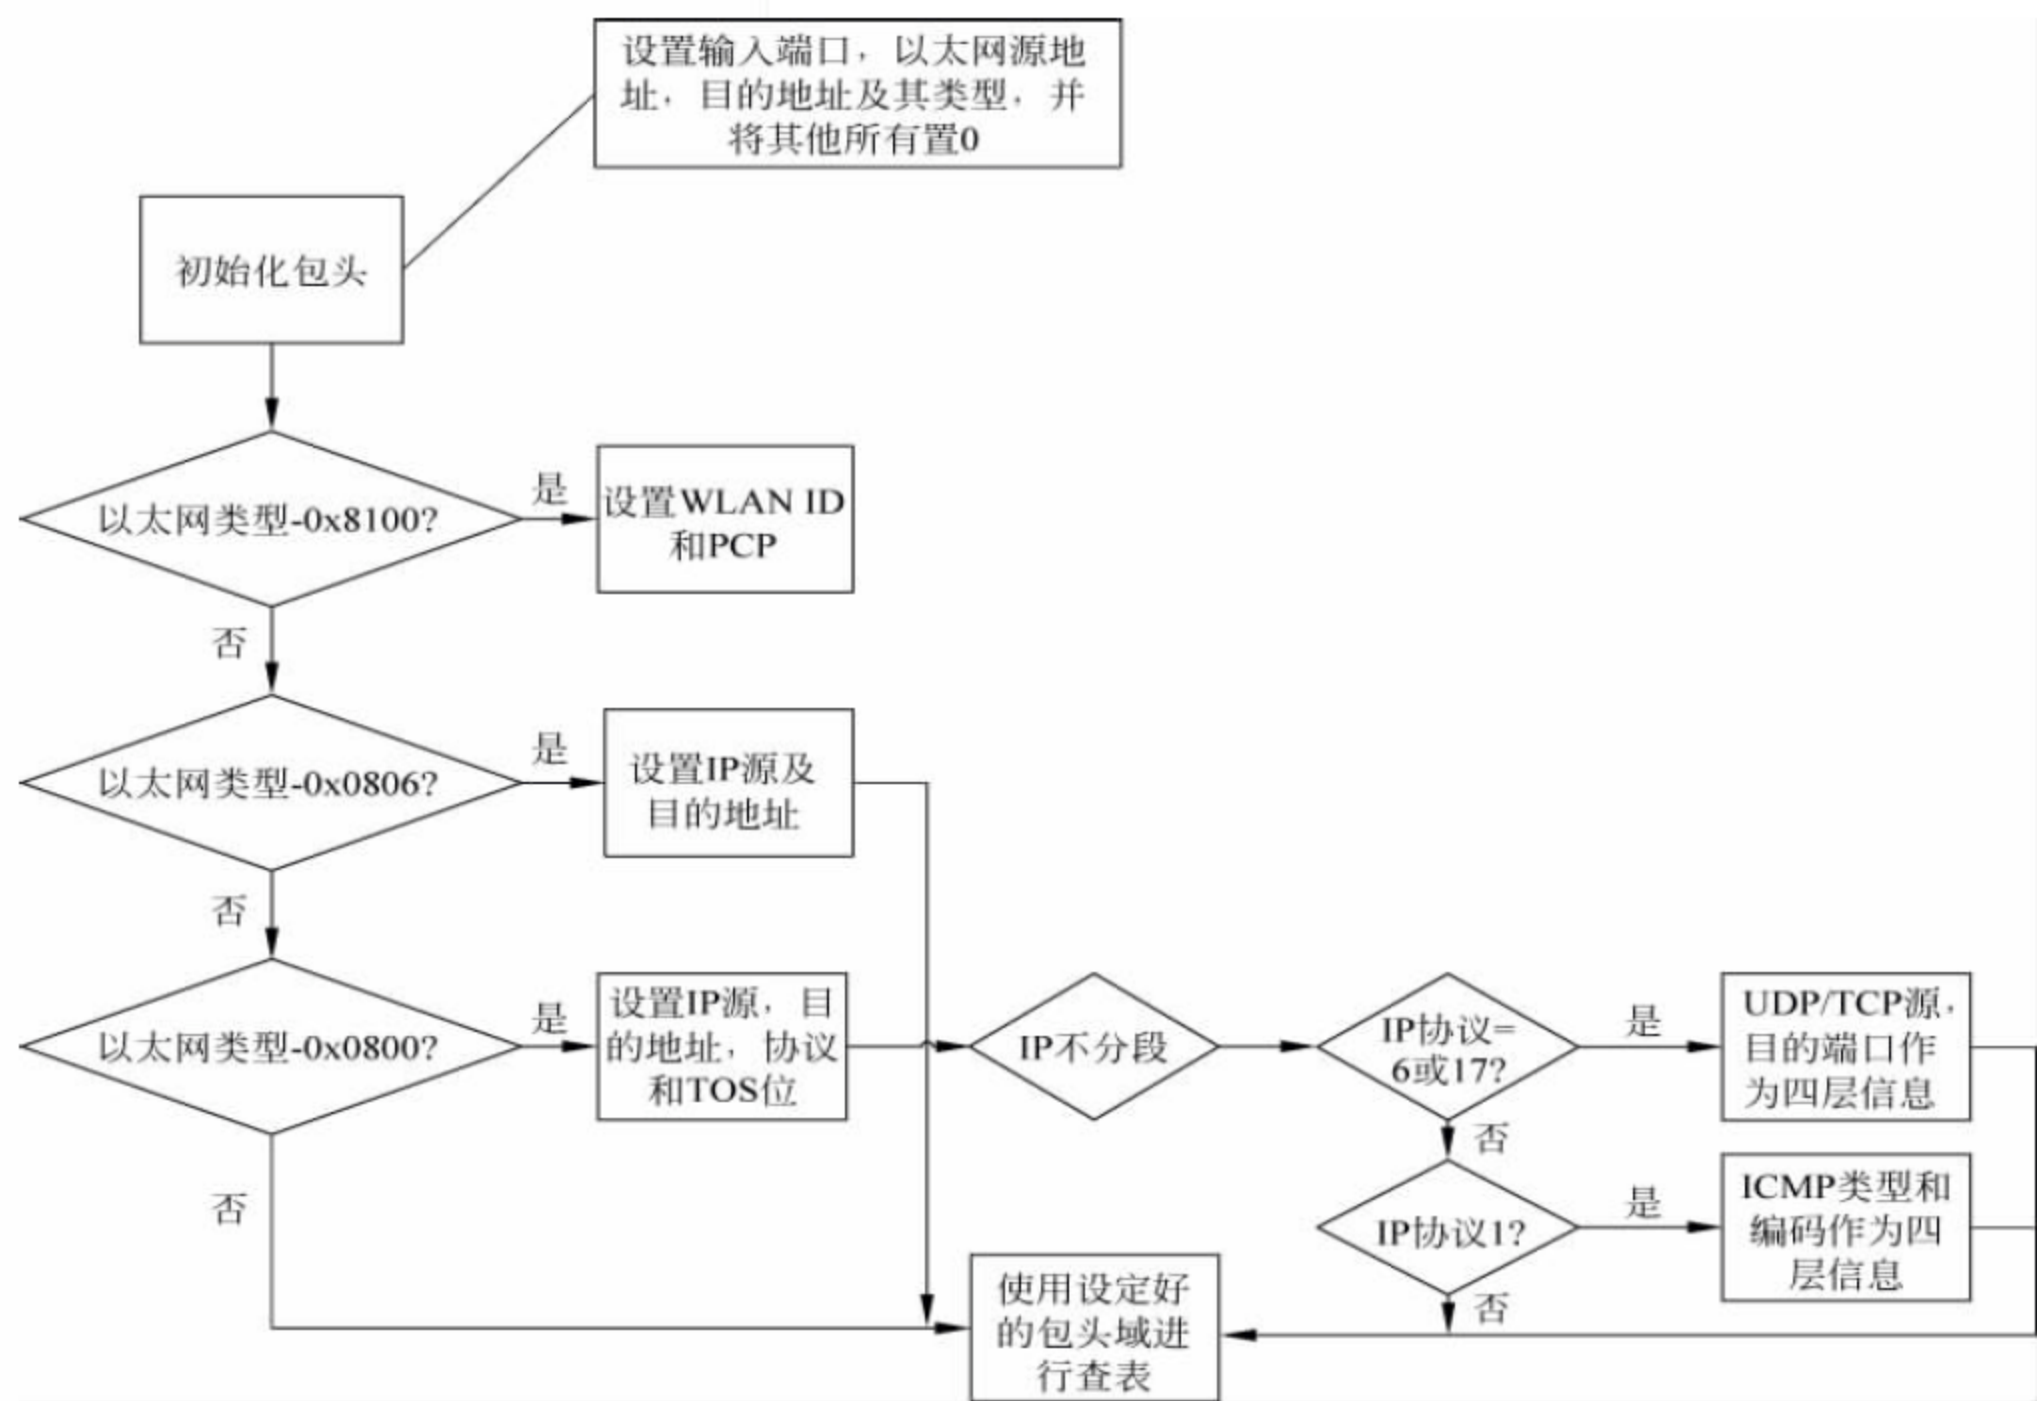 设置输入端口，以太网源地
址，目的地址及其类型，并
将其他所有置0
初始化包头
以太网类型-0x8100?
是
设置WLAN ID
和PCP
否
以太网类型-0x0806?
是
设置IP源及
目的地址
否
以太网类型-0x0800?
是
设置IP源，目
的地址，协议
和TOS位
IP不分段
IP协议=
6或17?
是
UDP/TCP源，
目的端口作
为四层信息
否
IP协议1?
是
ICMP类型和
编码作为四
层信息
否
否
使用设定好
的包头域进
行查表